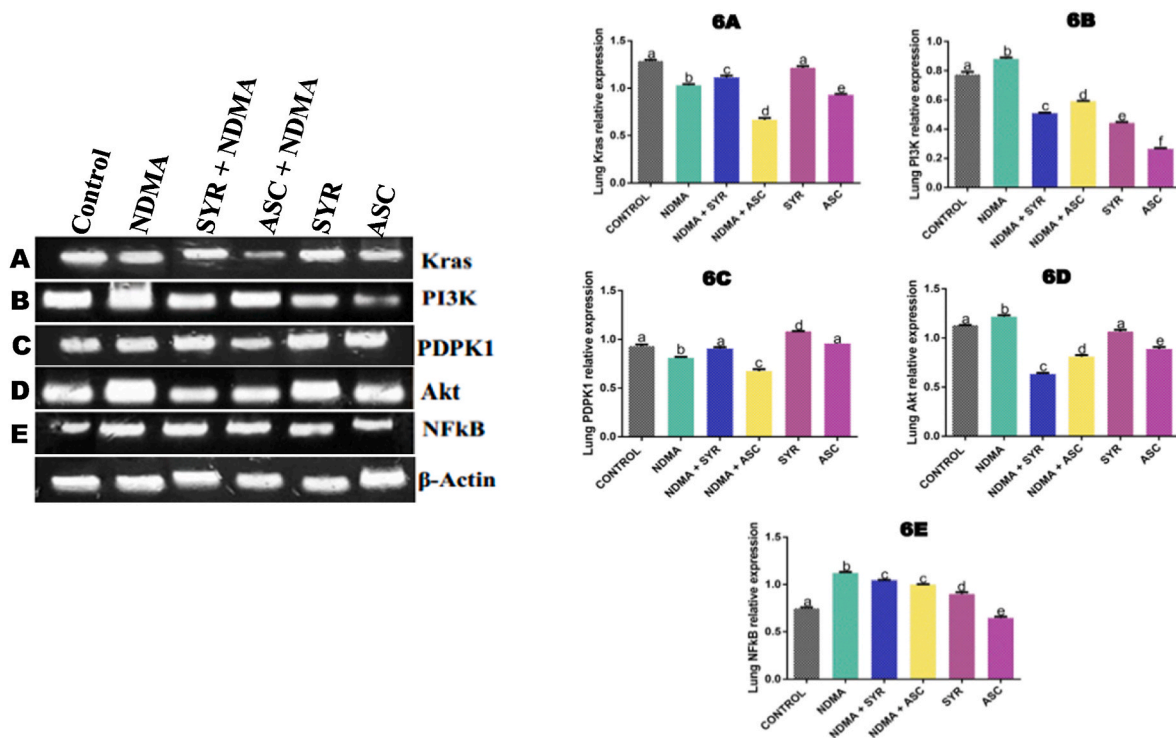 Control
NDMA
SYR + NDMA
ASC + NDMA
SYR
ASC
A
Kras
B
PI3K
C
PDPK1
D
Akt
E
NFkB
β-Actin
6A
Lung Kras relative expression
1.5
1.0
0.5
0.0
a
b
c
d
a
e
CONTROL
NDMA
NDMA + SYR
NDMA + ASC
SYR
ASC
6B
Lung PI3K relative expression
1.0
0.8
0.6
0.4
0.2
0.0
a
b
c
d
e
f
CONTROL
NDMA
NDMA + SYR
NDMA + ASC
SYR
ASC
6C
Lung PDPK1 relative expression
1.5
1.0
0.5
0.0
a
b
a
c
d
a
CONTROL
NDMA
NDMA + SYR
NDMA + ASC
SYR
ASC
6D
Lung Akt relative expression
1.5
1.0
0.5
0.0
a
b
c
d
a
d
CONTROL
NDMA
NDMA + SYR
NDMA + ASC
SYR
ASC
6E
Lung NFkB relative expression
1.5
1.0
0.5
0.0
a
b
c
c
d
e
CONTROL
NDMA
NDMA + SYR
NDMA + ASC
SYR
ASC